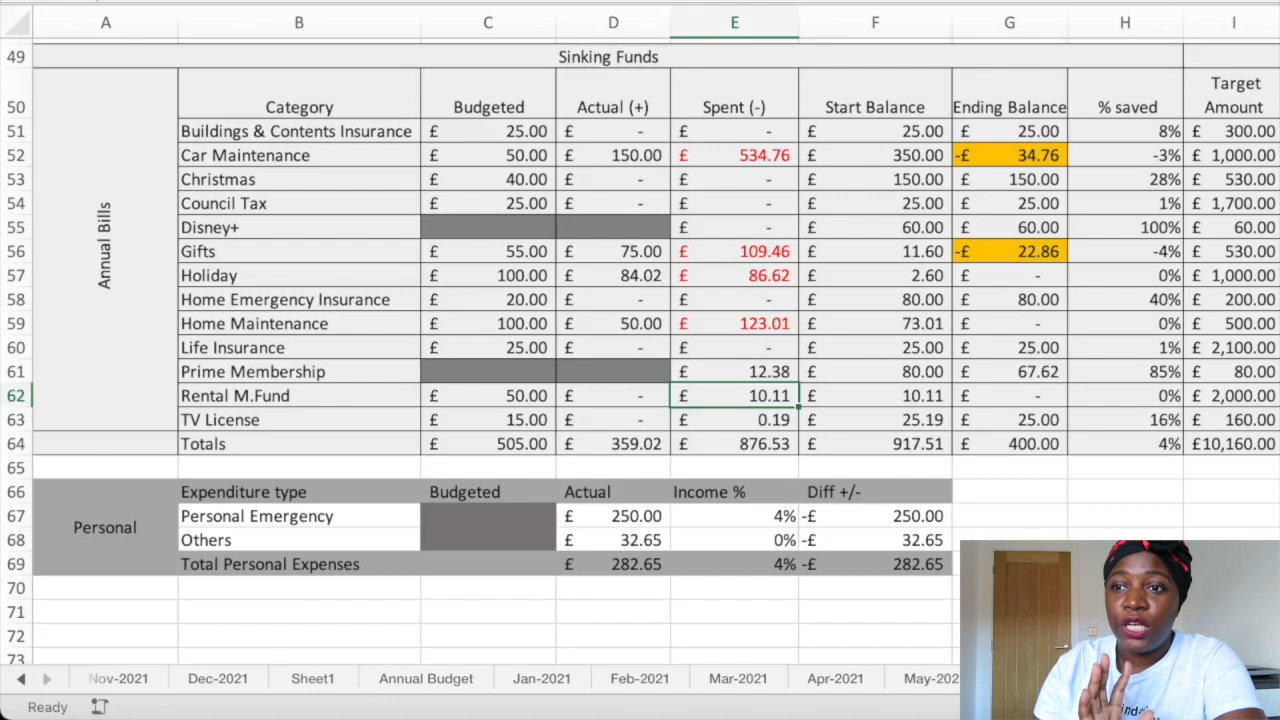 A B C D E F G H I
49 Sinking Funds
Target
50 Category Budgeted Actual (+) Spent (-) Start Balance Ending Balance % saved Amount
51 Buildings & Contents Insurance £ 25.00 £ - £ - £ 25.00 £ 25.00 8% £ 300.00
52 Car Maintenance £ 50.00 £ 150.00 £ 534.76 £ 350.00 -£ 34.76 -3% £ 1,000.00
53 Christmas £ 40.00 £ - £ - £ 150.00 £ 150.00 28% £ 530.00
54 Council Tax £ 25.00 £ - £ - £ 25.00 £ 25.00 1% £ 1,700.00
55 Disney+ £ - £ 60.00 £ 60.00 100% £ 60.00
Annual Bills
56 Gifts £ 55.00 £ 75.00 £ 109.46 £ 11.60 -£ 22.86 -4% £ 530.00
57 Holiday £ 100.00 £ 84.02 £ 86.62 £ 2.60 £ - 0% £ 1,000.00
58 Home Emergency Insurance £ 20.00 £ - £ - £ 80.00 £ 80.00 40% £ 200.00
59 Home Maintenance £ 100.00 £ 50.00 £ 123.01 £ 73.01 £ - 0% £ 500.00
60 Life Insurance £ 25.00 £ - £ - £ 25.00 £ 25.00 1% £ 2,100.00
61 Prime Membership £ 12.38 £ 80.00 £ 67.62 85% £ 80.00
62 Rental M.Fund £ 50.00 £ - £ 10.11 £ 10.11 £ - 0% £ 2,000.00
63 TV License £ 15.00 £ - £ 0.19 £ 25.19 £ 25.00 16% £ 160.00
64 Totals £ 505.00 £ 359.02 £ 876.53 £ 917.51 £ 400.00 4% £10,160.00
65
66 Expenditure type Budgeted Actual Income % Diff +/-
67 Personal Emergency £ 250.00 4% -£ 250.00
Personal
68 Others £ 32.65 0% -£ 32.65
69 Total Personal Expenses £ 282.65 4% -£ 282.65
70
71
72
73
Nov-2021 Dec-2021 Sheet1 Annual Budget Jan-2021 Feb-2021 Mar-2021 Apr-2021 May-202
Ready